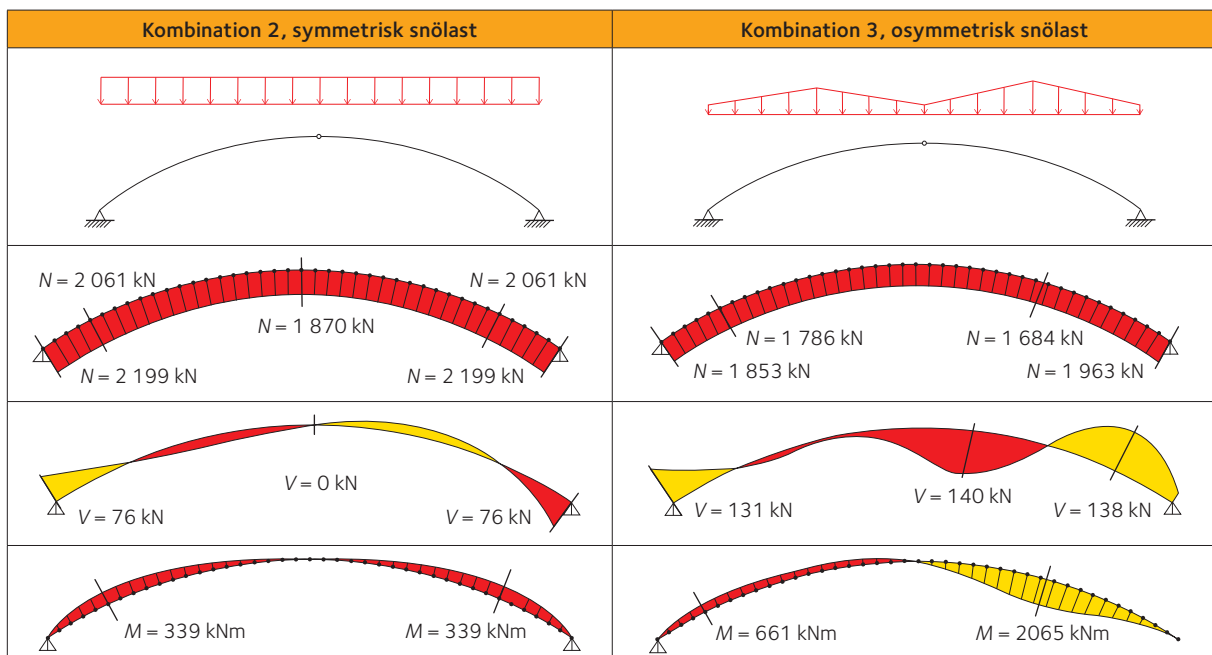 Kombination 2, symmetrisk snölast
Kombination 3, osymmetrisk snölast
N = 2 061 kN
N = 2 061 kN
N = 1 870 kN
N = 2 199 kN
N = 2 199 kN
N = 1 786 kN
N = 1 684 kN
N = 1 853 kN
N = 1 963 kN
V = 0 kN
V = 76 kN
V = 76 kN
V = 140 kN
V = 131 kN
V = 138 kN
M = 339 kNm
M = 339 kNm
M = 661 kNm
M = 2065 kNm